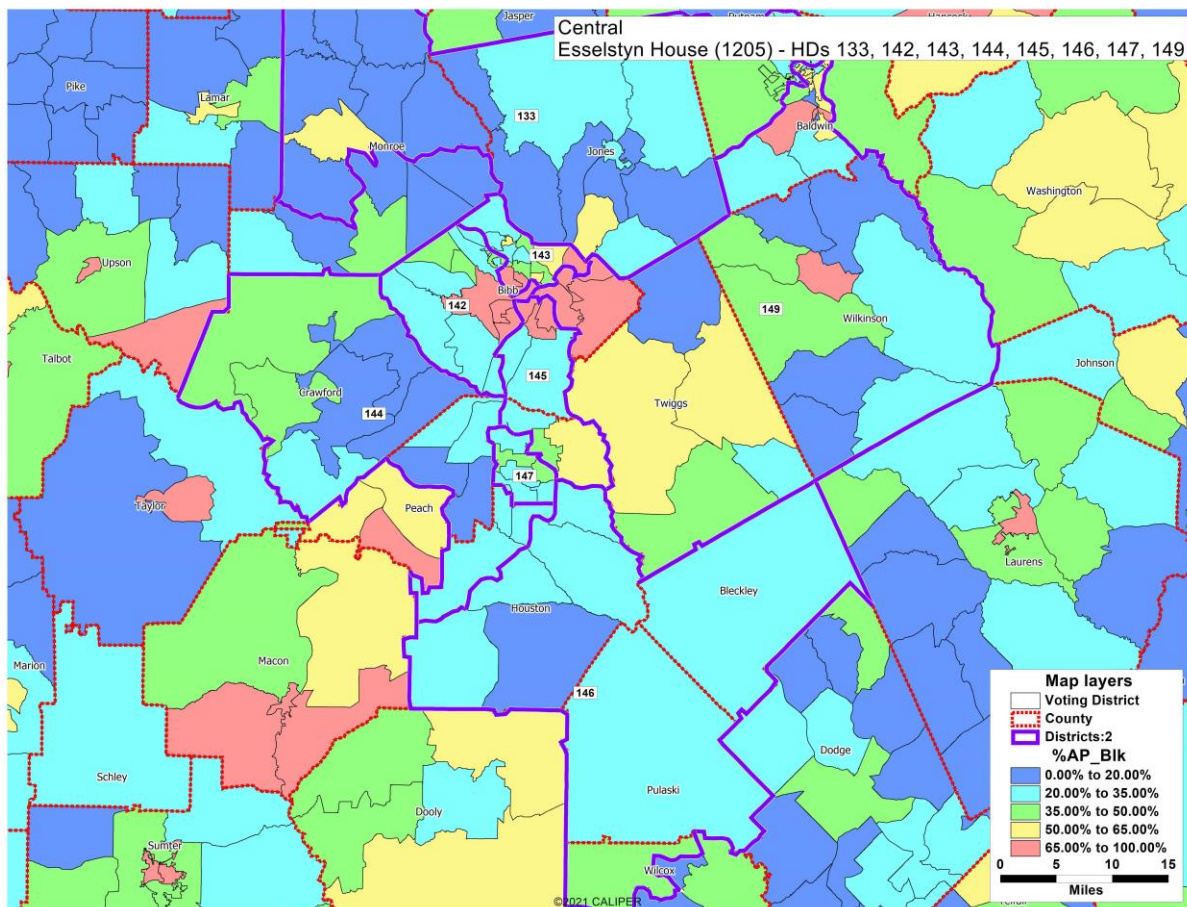 Central
Esselstyn House (1205) - HDs 133, 142, 143, 144, 145, 146, 147, 149
Jasper
Putnam
Hancock
Pike
Lamar
Monroe
133
Jones
Baldwin
Washington
Upson
143
Bibb
142
149
Wilkinson
Talbot
Johnson
145
Crawford
144
Twiggs
147
Taylor
Peach
Laurens
Bleckley
Houston
Marion
Macon
146
Schley
Dodge
Pulaski
Dooly
Sumter
Wilcox
Telfair
Map layers
Voting District
County
Districts:2
%AP_Blk
0.00% to 20.00%
20.00% to 35.00%
35.00% to 50.00%
50.00% to 65.00%
65.00% to 100.00%
0 5 10 15
Miles
©2021 CALIPER